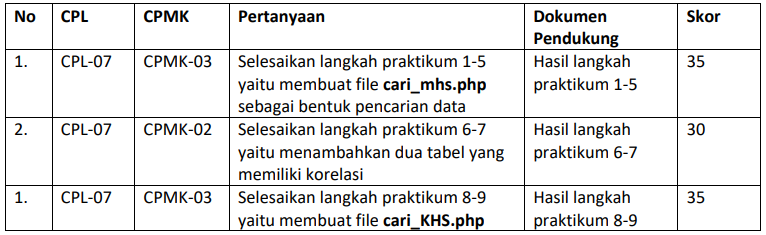 No CPL CPMK Pertanyaan Dokumen Pendukung Skor
1. CPL-07 CPMK-03 Selesaikan langkah praktikum 1-5 Hasil langkah 35
yaitu membuat file cari_mhs.php praktikum 1-5
sebagai bentuk pencarian data
2. CPL-07 CPMK-02 Selesaikan langkah praktikum 6-7 Hasil langkah 30
yaitu menambahkan dua tabel yang praktikum 6-7
memiliki korelasi
1. CPL-07 CPMK-03 Selesaikan langkah praktikum 8-9 Hasil langkah 35
yaitu membuat file cari_KHS.php praktikum 8-9